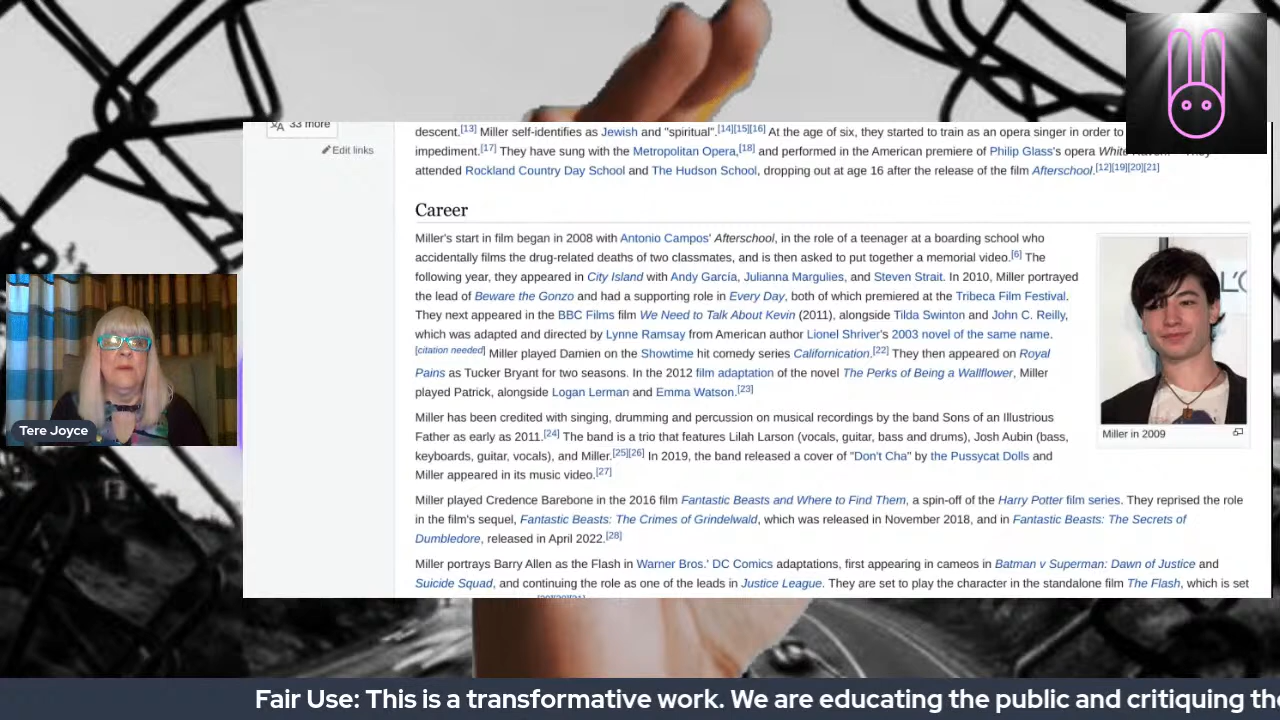 33 more
Edit links
descent.[13] Miller self-identifies as Jewish and "spiritual".[14][15][16] At the age of six, they started to train as an opera singer in order to
impediment.[17] They have sung with the Metropolitan Opera,[18] and performed in the American premiere of Philip Glass's opera
attended Rockland Country Day School and The Hudson School, dropping out at age 16 after the release of the film Afterschool.[12][19][20][21]
Career
Miller's start in film began in 2008 with Antonio Campos' Afterschool, in the role of a teenager at a boarding school who
accidentally films the drug-related deaths of two classmates, and is then asked to put together a memorial video.[6] The
following year, they appeared in City Island with Andy García, Julianna Margulies, and Steven Strait. In 2010, Miller portrayed
the lead of Beware the Gonzo and had a supporting role in Every Day, both of which premiered at the Tribeca Film Festival.
They next appeared in the BBC Films film We Need to Talk About Kevin (2011), alongside Tilda Swinton and John C. Reilly,
which was adapted and directed by Lynne Ramsay from American author Lionel Shriver's 2003 novel of the same name.
[citation needed] Miller played Damien on the Showtime hit comedy series Californication.[22] They then appeared on Royal
Pains as Tucker Bryant for two seasons. In the 2012 film adaptation of the novel The Perks of Being a Wallflower, Miller
played Patrick, alongside Logan Lerman and Emma Watson.[23]
Miller in 2009
Miller has been credited with singing, drumming and percussion on musical recordings by the band Sons of an Illustrious
Father as early as 2011.[24] The band is a trio that features Lilah Larson (vocals, guitar, bass and drums), Josh Aubin (bass,
keyboards, guitar, vocals), and Miller.[25][26] In 2019, the band released a cover of "Don't Cha" by the Pussycat Dolls and
Miller appeared in its music video.[27]
Miller played Credence Barebone in the 2016 film Fantastic Beasts and Where to Find Them, a spin-off of the Harry Potter film series. They reprised the role
in the film's sequel, Fantastic Beasts: The Crimes of Grindelwald, which was released in November 2018, and in Fantastic Beasts: The Secrets of
Dumbledore, released in April 2022.[28]
Miller portrays Barry Allen as the Flash in Warner Bros.' DC Comics adaptations, first appearing in cameos in Batman v Superman: Dawn of Justice and
Suicide Squad, and continuing the role as one of the leads in Justice League. They are set to play the character in the standalone film The Flash, which is set
Tere Joyce
Fair Use: This is a transformative work. We are educating the public and critiquing th